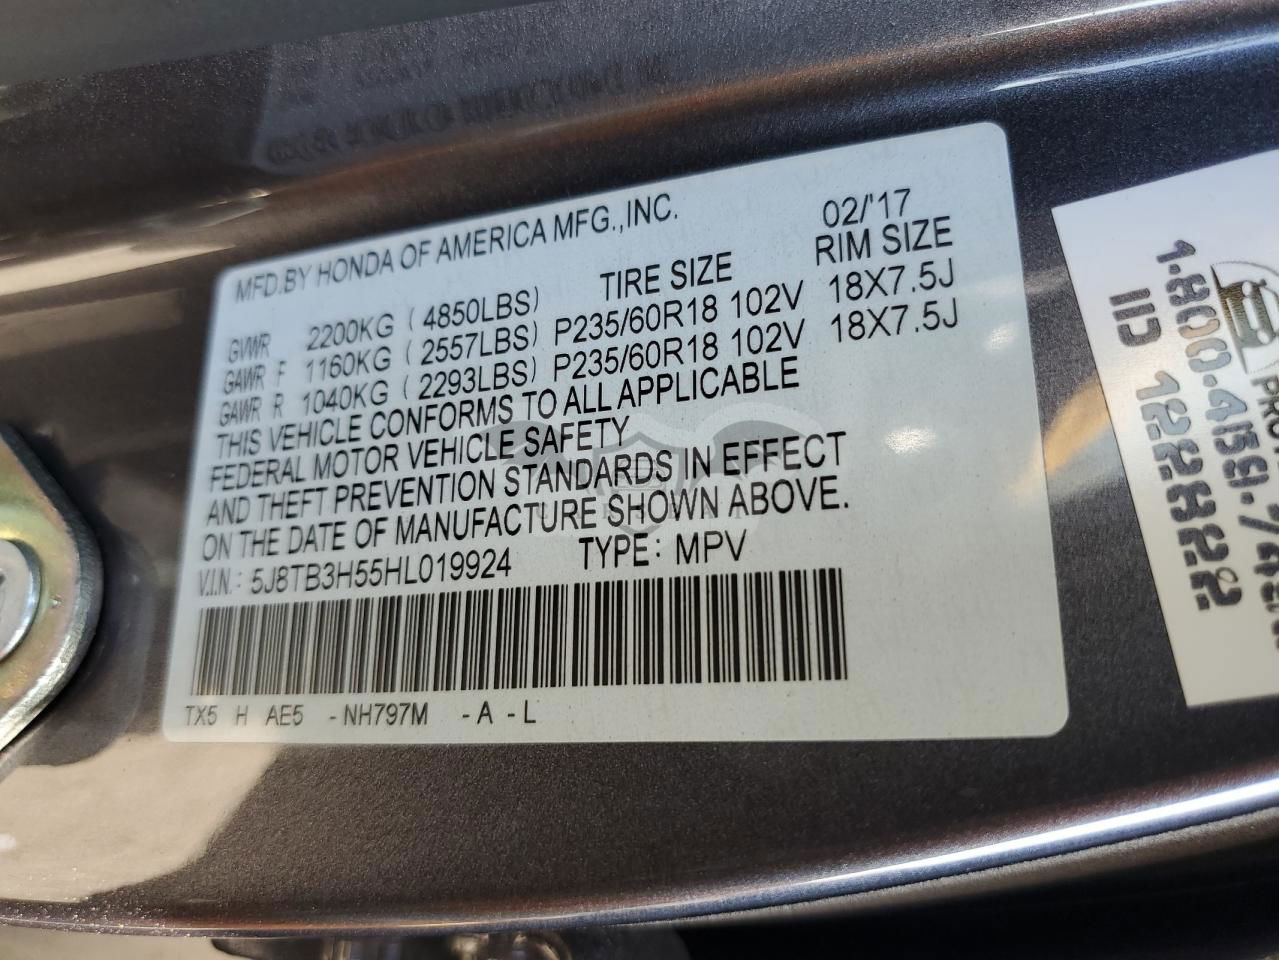 MFD.BY HONDA OF AMERICA MFG.,INC. 02/'17
TIRE SIZE RIM SIZE
GVWR 2200KG ( 4850LBS)
GAWR F 1160KG ( 2557LBS) P235/60R18 102V 18X7.5J
GAWR R 1040KG ( 2293LBS) P235/60R18 102V 18X7.5J
THIS VEHICLE CONFORMS TO ALL APPLICABLE
FEDERAL MOTOR VEHICLE SAFETY
AND THEFT PREVENTION STANDARDS IN EFFECT
ON THE DATE OF MANUFACTURE SHOWN ABOVE.
V.I.N.: 5J8TB3H55HL019924 TYPE: MPV
TX5 H AE5 -NH797M -A -L